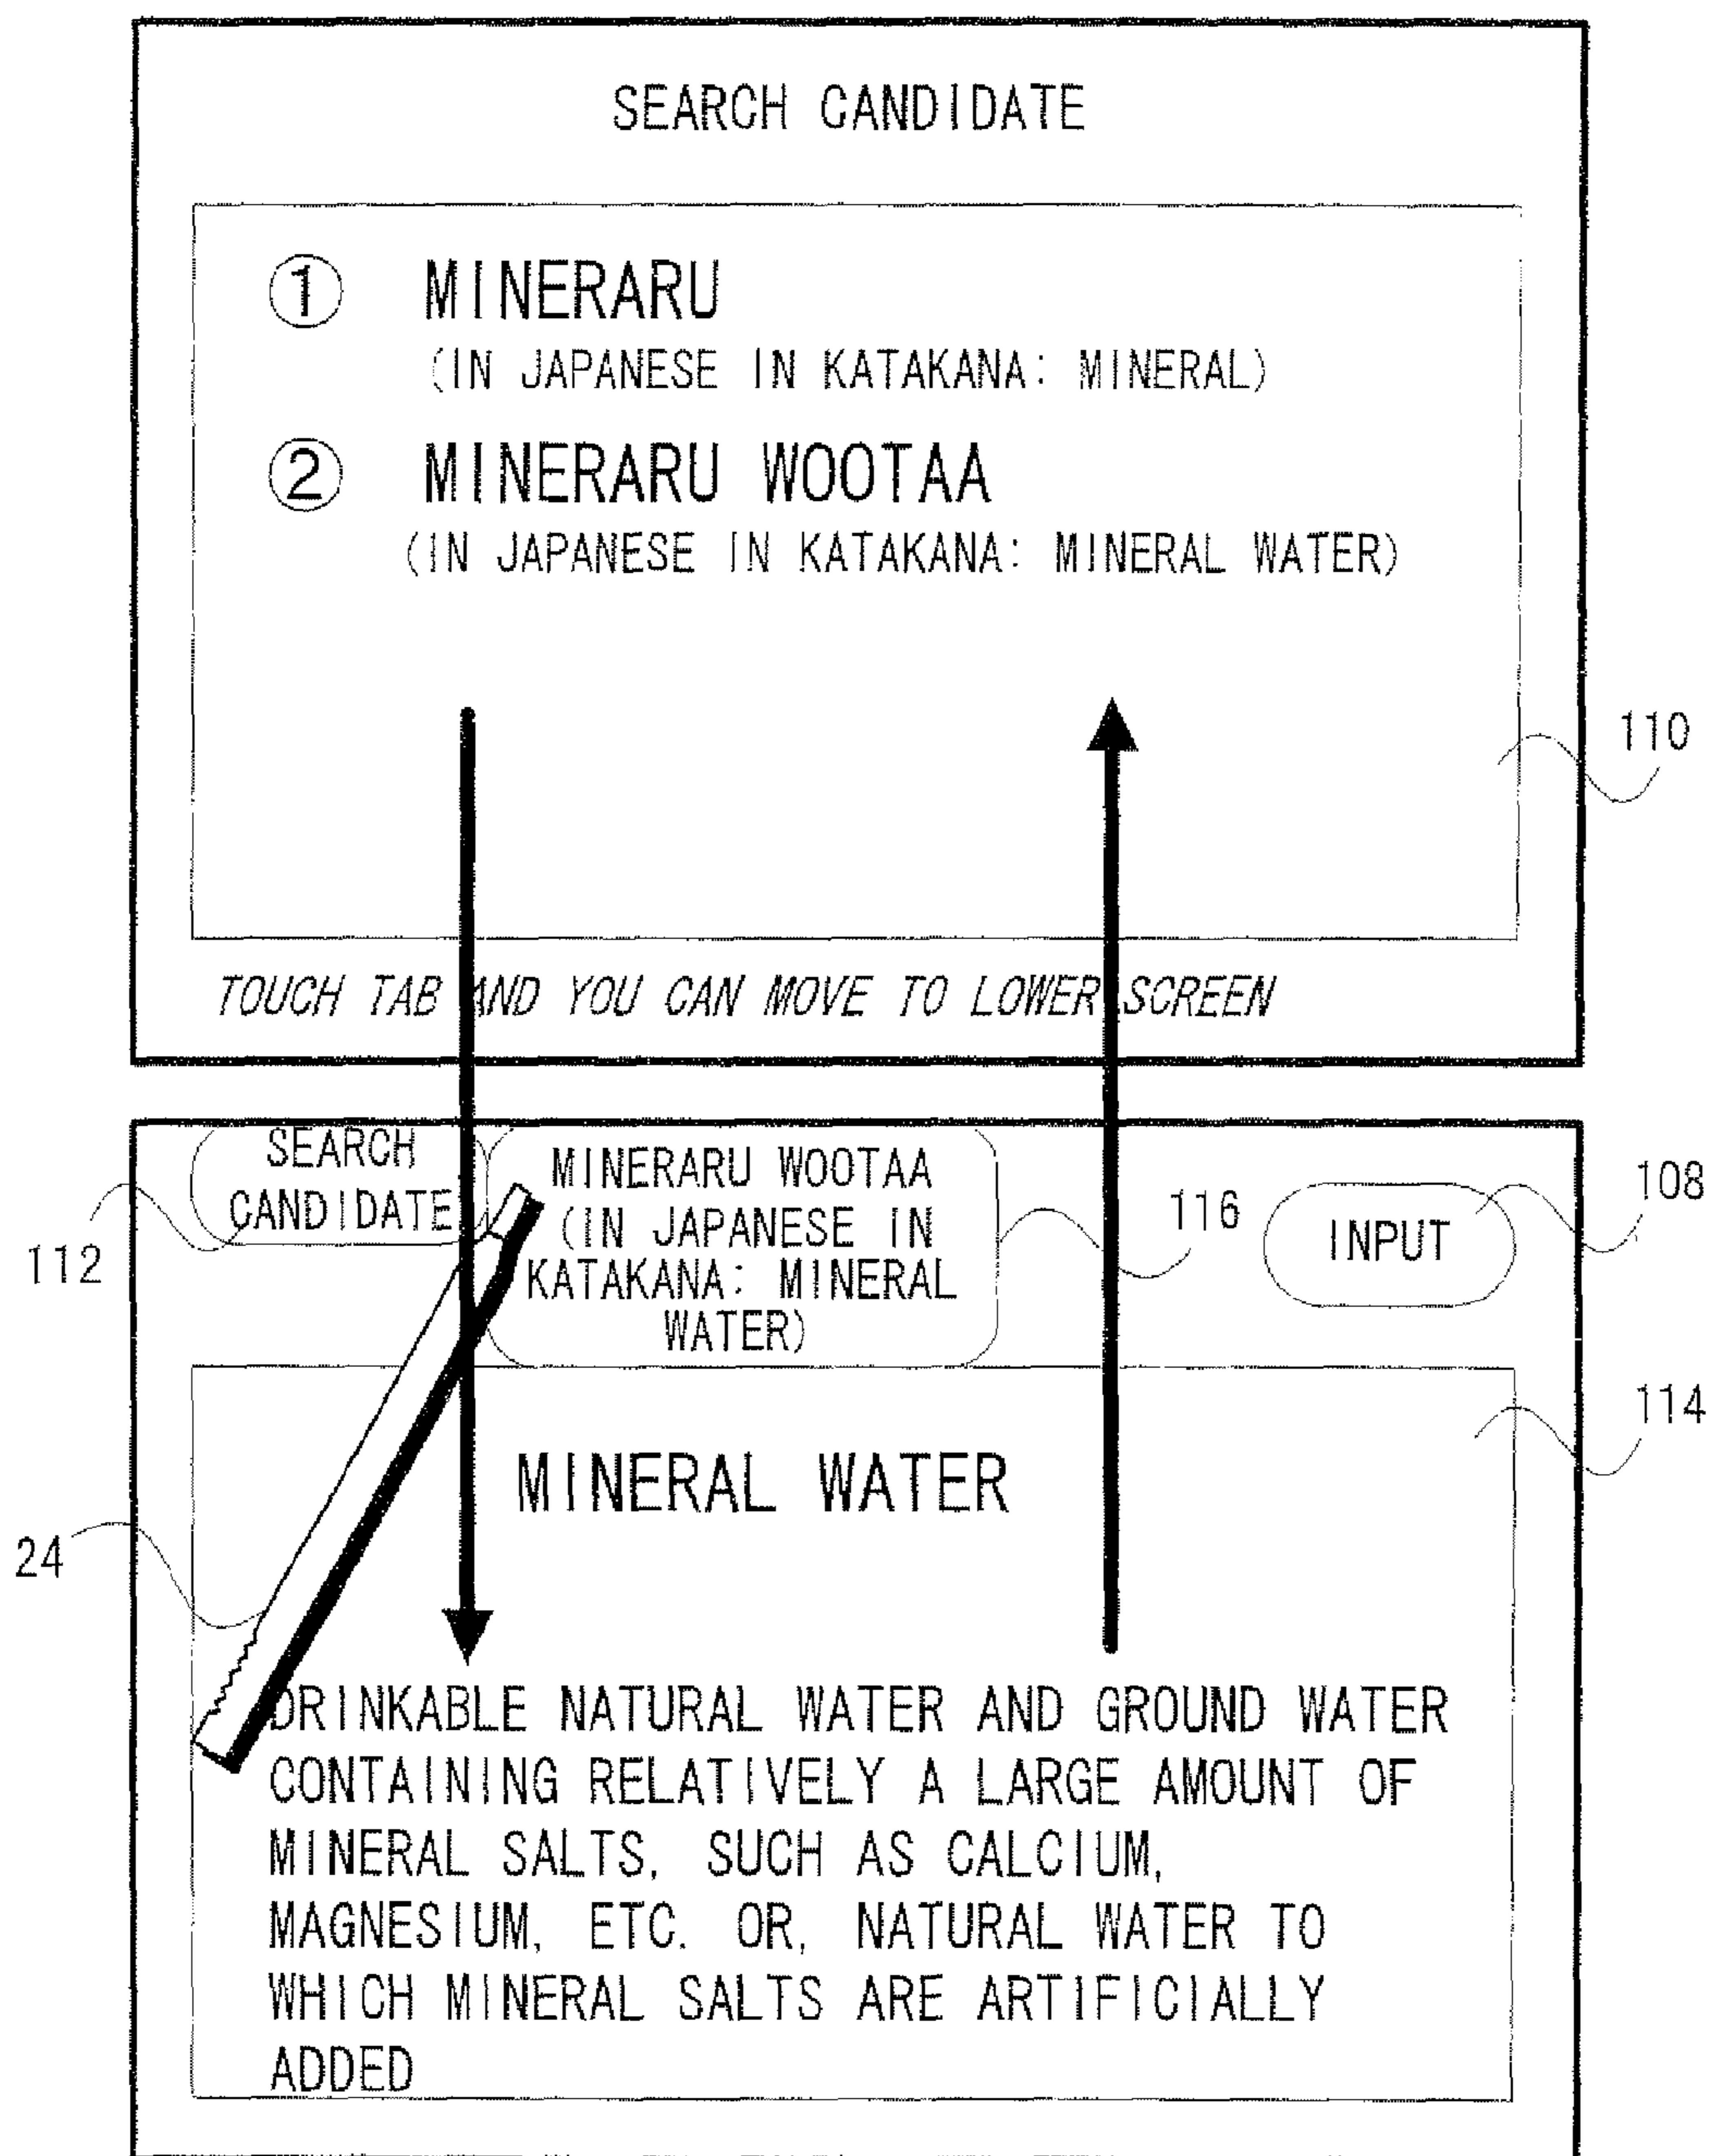 SEARCH CANDIDATE
① MINERARU
(IN JAPANESE IN KATAKANA: MINERAL)
② MINERARU WOOTAA
(IN JAPANESE IN KATAKANA: MINERAL WATER)
110
TOUCH TAB AND YOU CAN MOVE TO LOWER SCREEN
SEARCH
CANDIDATE
112
MINERARU WOOTAA
(IN JAPANESE IN
KATAKANA: MINERAL
WATER)
116
INPUT
108
114
MINERAL WATER
24
DRINKABLE NATURAL WATER AND GROUND WATER
CONTAINING RELATIVELY A LARGE AMOUNT OF
MINERAL SALTS, SUCH AS CALCIUM,
MAGNESIUM, ETC. OR, NATURAL WATER TO
WHICH MINERAL SALTS ARE ARTIFICIALLY
ADDED